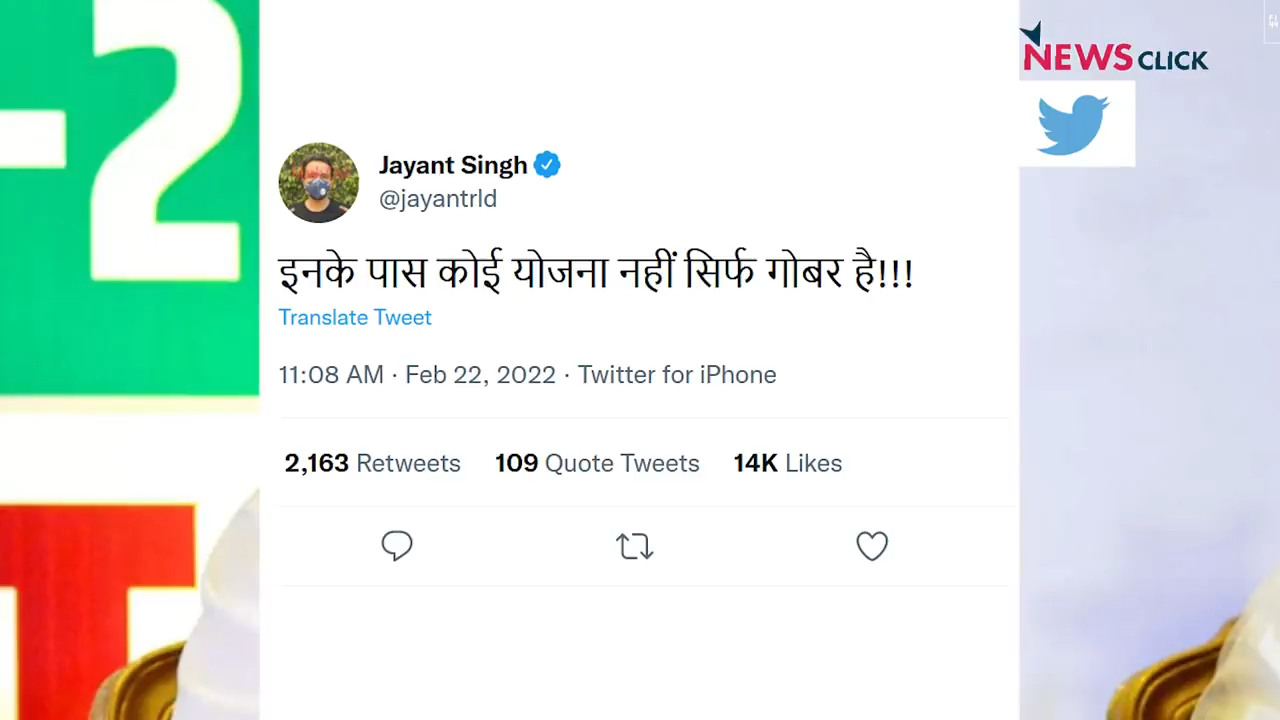 -2
NEWS CLICK
Jayant Singh
@jayantrld
इनके पास कोई योजना नहीं सिर्फ गोबर है!!!
Translate Tweet
11:08 AM · Feb 22, 2022 · Twitter for iPhone
2,163 Retweets 109 Quote Tweets 14K Likes